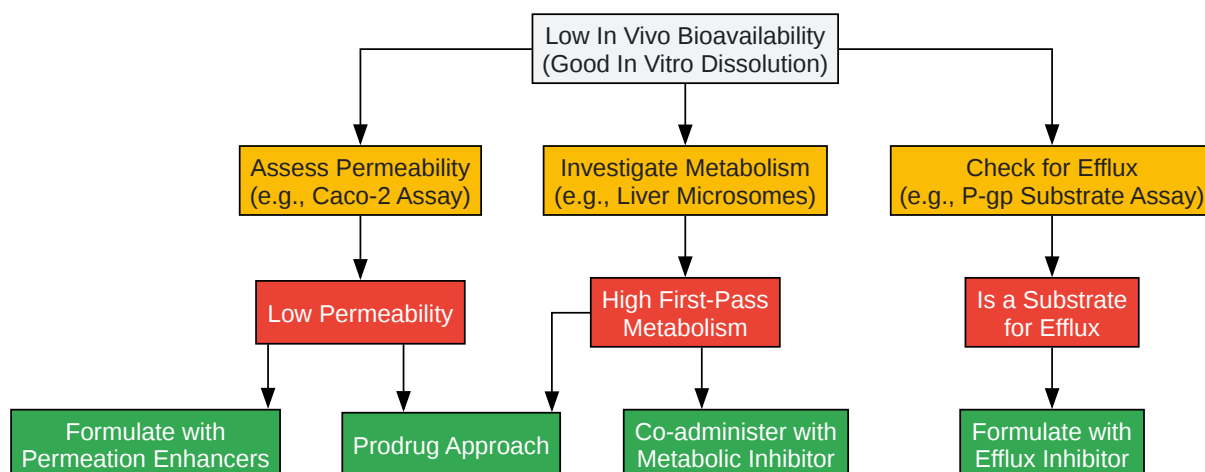 Low In Vivo Bioavailability
(Good In Vitro Dissolution)
Assess Permeability
(e.g., Caco-2 Assay)
Investigate Metabolism
(e.g., Liver Microsomes)
Check for Efflux
(e.g., P-gp Substrate Assay)
Low Permeability
High First-Pass
Metabolism
Is a Substrate
for Efflux
Formulate with
Permeation Enhancers
Prodrug Approach
Co-administer with
Metabolic Inhibitor
Formulate with
Efflux Inhibitor